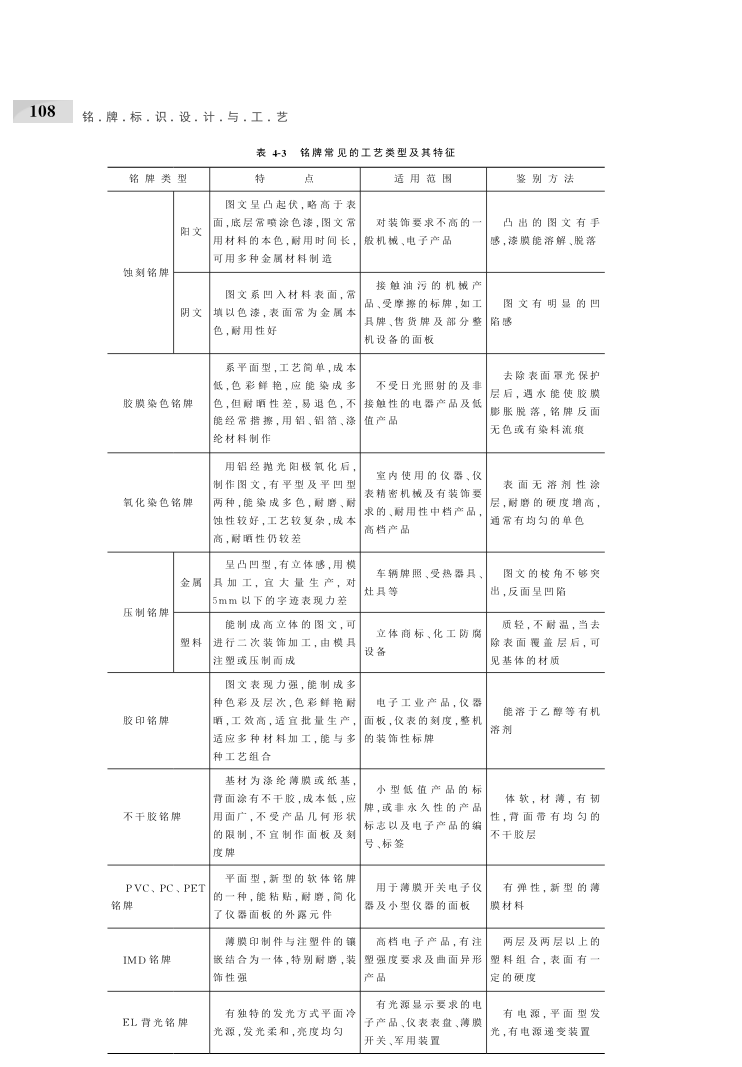 108
铭.牌.标.识.设.计.与.工.艺
表 4-3 铭牌常见的工艺类型及其特征
铭牌类型 特 点 适用范围 鉴别方法
蚀刻铭牌
阳文
图文呈凸起伏,略高于表
面,底层常喷涂色漆,图文常
用材料的本色,耐用时间长,
可用多种金属材料制造
对装饰要求不高的一
般机械、电子产品
凸出的图文有手
感,漆膜能溶解、脱落
阴文
图文系凹入材料表面,常
填以色漆,表面常为金属本
色,耐用性好
接触油污的机械产
品、受摩擦的标牌,如工
具牌、售货牌及部分整
机设备的面板
图文有明显的凹
陷感
胶膜染色铭牌
系平面型,工艺简单,成本
低,色彩鲜艳,应能染成多
色,但耐晒性差,易退色,不
能经常揩擦,用铝、铝箔、涤
纶材料制作
不受日光照射的及非
接触性的电器产品及低
值产品
去除表面罩光保护
层后,遇水能使胶膜
膨胀脱落,铭牌反面
无色或有染料流痕
氧化染色铭牌
用铝经抛光阳极氧化后,
制作图文,有平型及平凹型
两种,能染成多色,耐磨、耐
蚀性较好,工艺较复杂,成本
高,耐晒性仍较差
室内使用的仪器、仪
表精密机械及有装饰要
求的、耐用性中档产品,
高档产品
表面无溶剂性涂
层,耐磨的硬度增高,
通常有均匀的单色
压制铭牌
金属
呈凸凹型,有立体感,用模
具加工,宜大量生产,对
5mm 以下的字迹表现力差
车辆牌照、受热器具、
灶具等
图文的棱角不够突
出,反面呈凹陷
塑料
能制成高立体的图文,可
进行二次装饰加工,由模具
注塑或压制而成
立体商标、化工防腐
设备
质轻,不耐温,当去
除表面覆盖层后,可
见基体的材质
胶印铭牌
图文表现力强,能制成多
种色彩及层次,色彩鲜艳耐
晒,工效高,适宜批量生产,
适应多种材料加工,能与多
种工艺组合
电子工业产品,仪器
面板,仪表的刻度,整机
的装饰性标牌
能溶于乙醇等有机
溶剂
不干胶铭牌
基材为涤纶薄膜或纸基,
背面涂有不干胶,成本低,应
用面广,不受产品几何形状
的限制,不宜制作面板及刻
度牌
小型低值产品的标
牌,或非永久性的产品
标志以及电子产品的编
号、标签
体软,材薄,有韧
性,背面带有均匀的
不干胶层
PVC、PC、PET
铭牌
平面型,新型的软体铭牌
的一种,能粘贴,耐磨,简化
了仪器面板的外露元件
用于薄膜开关电子仪
器及小型仪器的面板
有弹性,新型的薄
膜材料
IMD 铭牌
薄膜印制件与注塑件的镶
嵌结合为一体,特别耐磨,装
饰性强
高档电子产品,有注
塑强度要求及曲面异形
产品
两层及两层以上的
塑料组合,表面有一
定的硬度
EL 背光铭牌
有独特的发光方式平面冷
光源,发光柔和,亮度均匀
有光源显示要求的电
子产品、仪表表盘、薄膜
开关、军用装置
有电源,平面型发
光,有电源递变装置